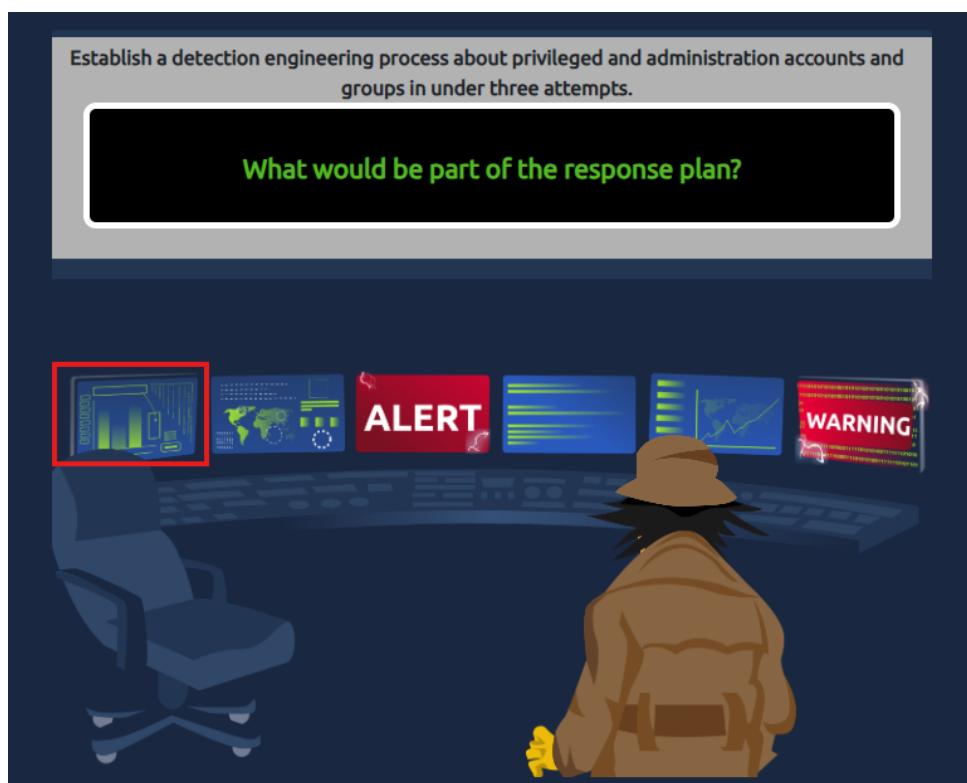 Establish a detection engineering process about privileged and administration accounts and
groups in under three attempts.
What would be part of the response plan?
ALERT
WARNING